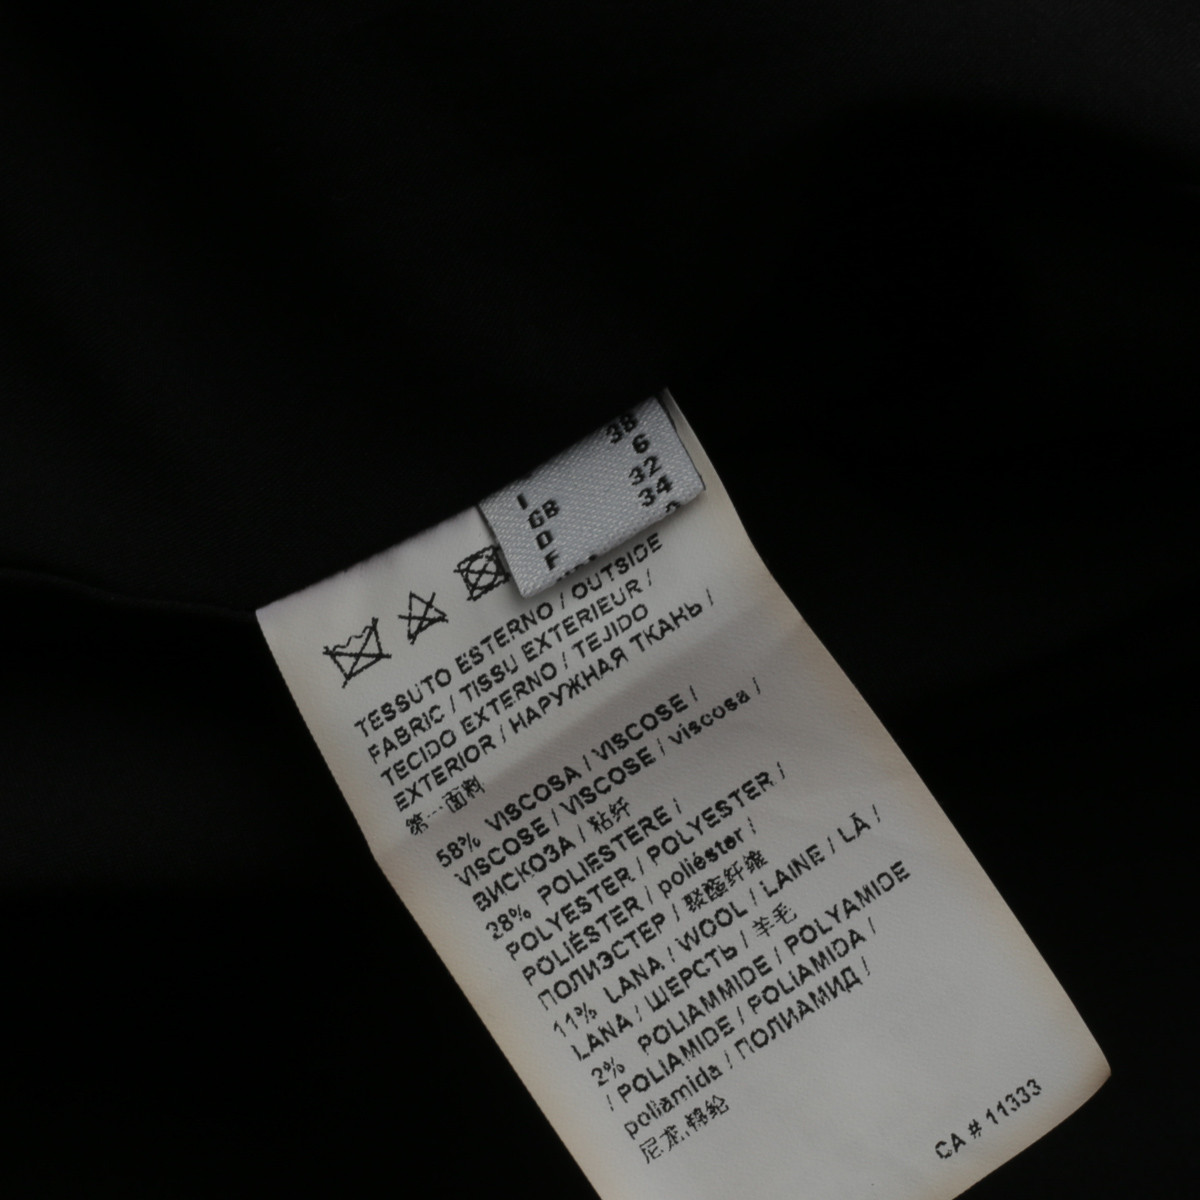 I 38
GB 6
D 32
F 34
TESSUTO ESTERNO / OUTSIDE
FABRIC / TISSU EXTERIEUR /
TECIDO EXTERNO / TEJIDO
EXTERIOR / НАРУЖНАЯ ТКАНЬ /
第一面料
58% VISCOSA / VISCOSE /
VISCOSE / VISCOSE / viscosa /
ВИСКОЗА / 粘纤
28% POLIESTERE /
POLYESTER / POLYESTER /
POLIÉSTER / poliéster /
ПОЛИЭСТЕР / 聚酯纤维
11% LANA / WOOL / LAINE / LÃ /
LANA / ШЕРСТЬ / 羊毛
2% POLIAMMIDE / POLYAMIDE
/ POLIAMIDE / POLIAMIDA /
poliamida / ПОЛИАМИД /
尼龙,锦纶
CA # 11333